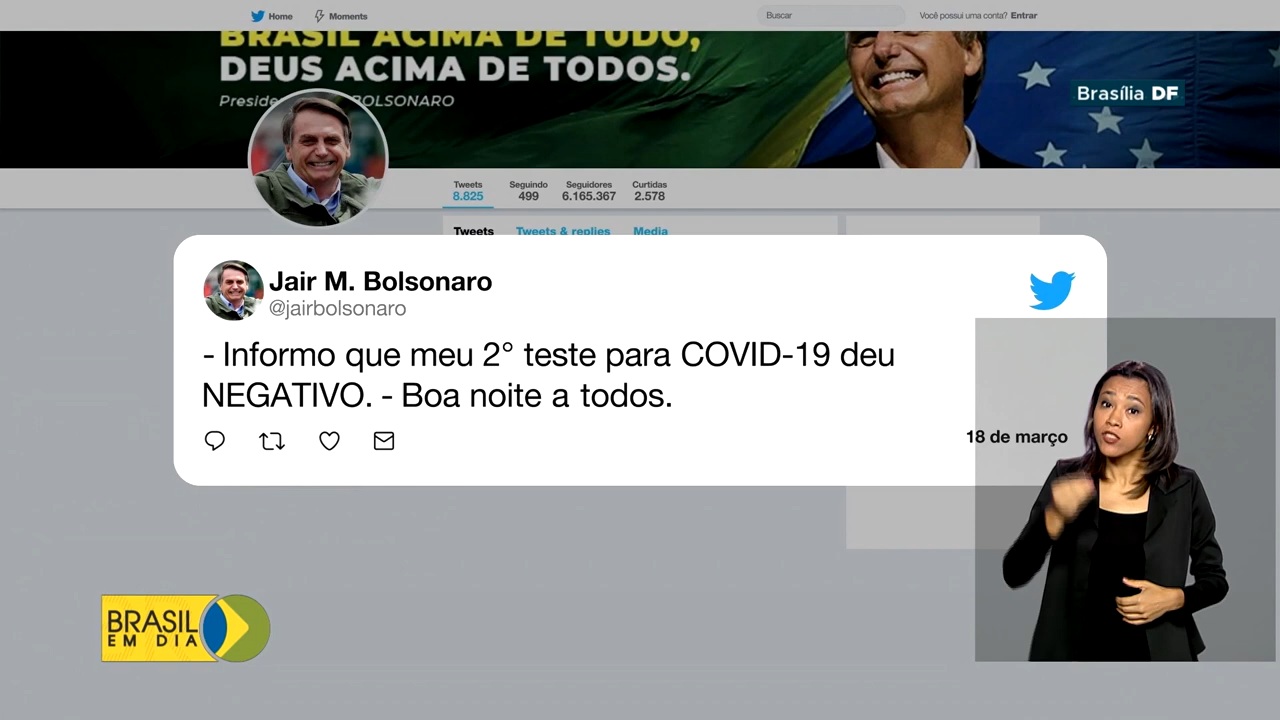 Home Moments Buscar Você possui uma conta? Entrar
BRASIL ACIMA DE TUDO,
DEUS ACIMA DE TODOS.
BOLSONARO
Brasília DF
Tweets Seguindo Seguidores Curtidas
8.825 499 6.165.367 2.578
Tweets Tweets & replies Media
Jair M. Bolsonaro
@jairbolsonaro
- Informo que meu 2° teste para COVID-19 deu
NEGATIVO. - Boa noite a todos.
18 de março
BRASIL
EM DIA